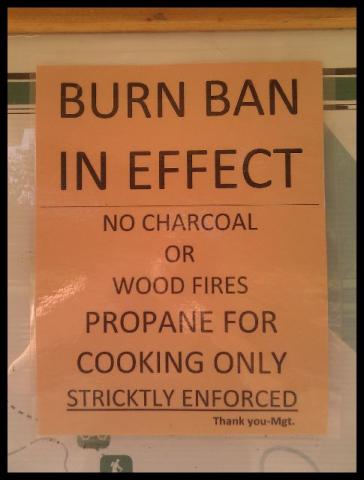 BURN BAN
IN EFFECT
NO CHARCOAL
OR
WOOD FIRES
PROPANE FOR
COOKING ONLY
STRICKTLY ENFORCED
Thank you-Mgt.